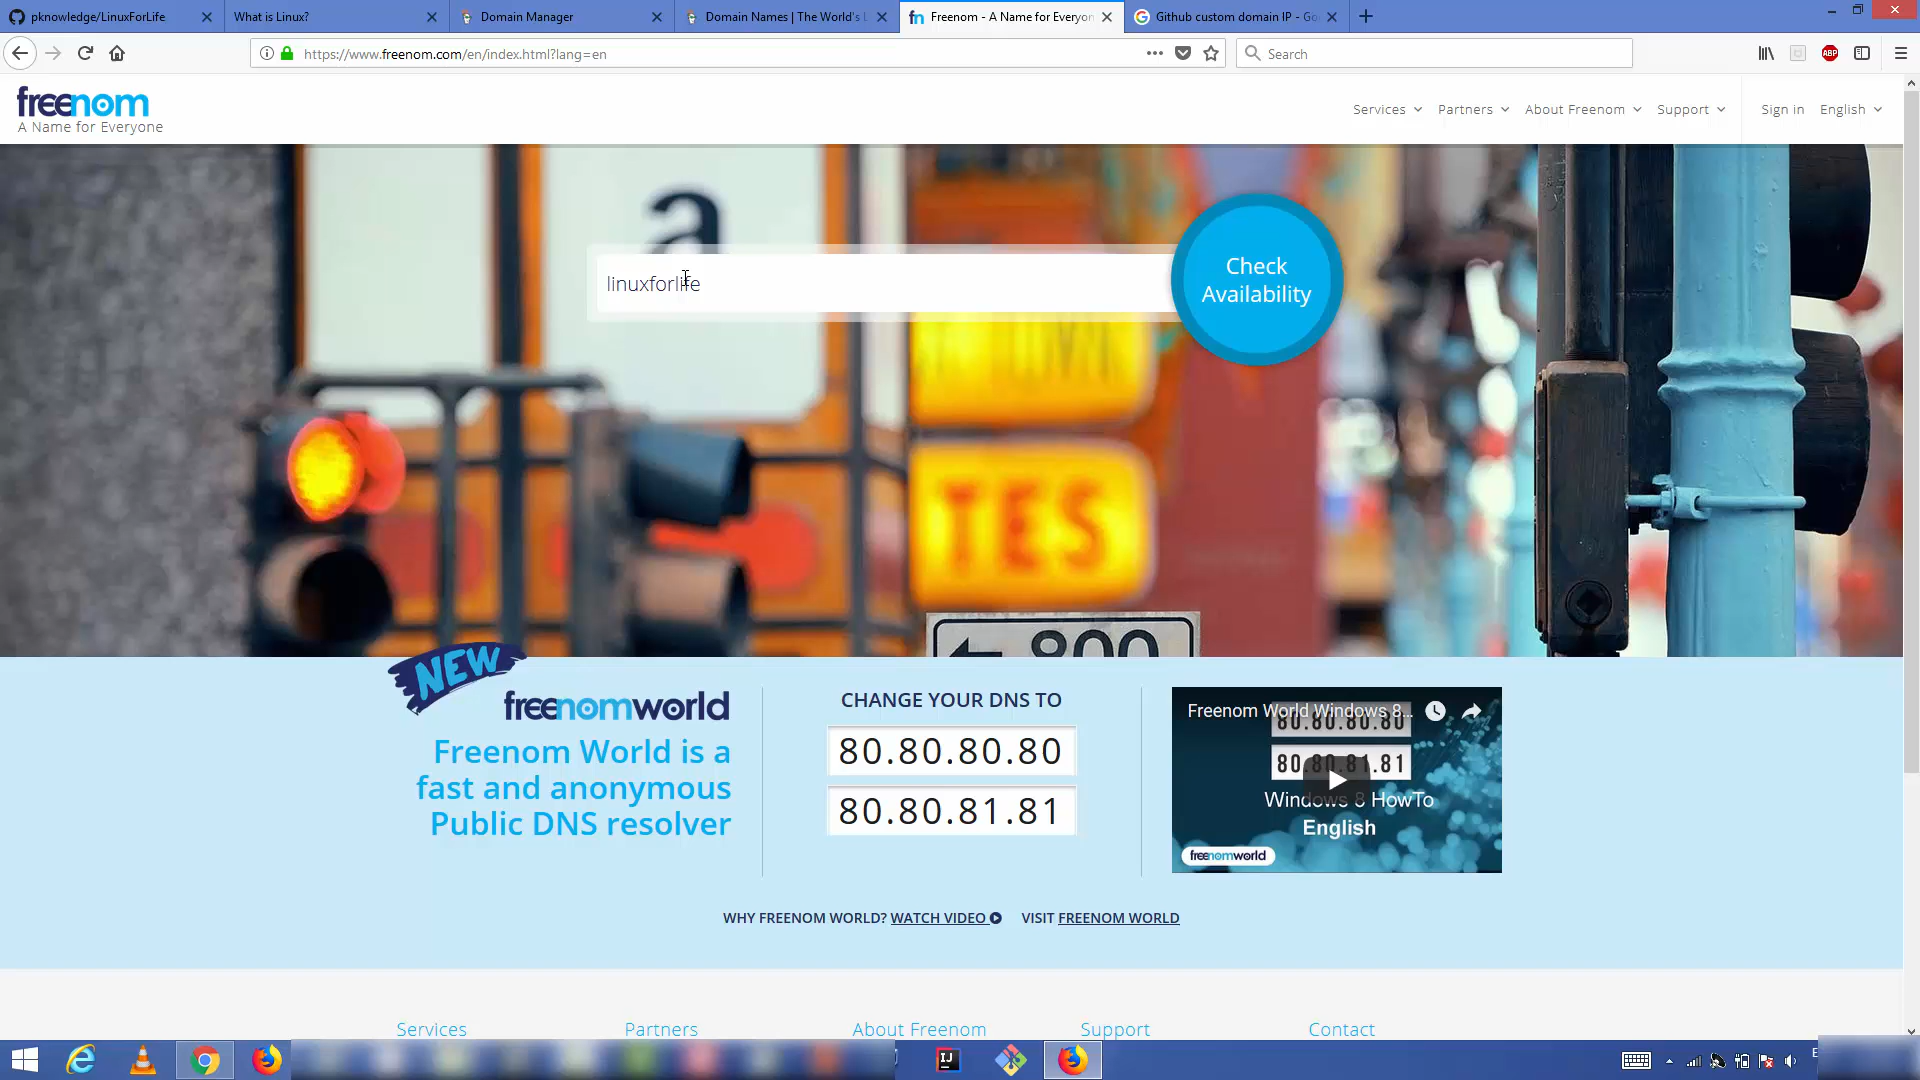 pknowledge/LinuxForLife
What is Linux?
Domain Manager
Domain Names | The World's L
Freenom - A Name for Everyon
Github custom domain IP - Go
https://www.freenom.com/en/index.html?lang=en
Search
ABP
freenom
A Name for Everyone
Services
Partners
About Freenom
Support
Sign in
English
a
linuxforlife
Check
Availability
TES
800
NEW
freenomworld
Freenom World is a
fast and anonymous
Public DNS resolver
CHANGE YOUR DNS TO
80.80.80.80
80.80.81.81
Freenom World Windows 8...
80.80.80.80
80.80.81.81
Windows 8 HowTo
English
freenomworld
WHY FREENOM WORLD? WATCH VIDEO
VISIT FREENOM WORLD
Services
Partners
About Freenom
Support
Contact
IJ